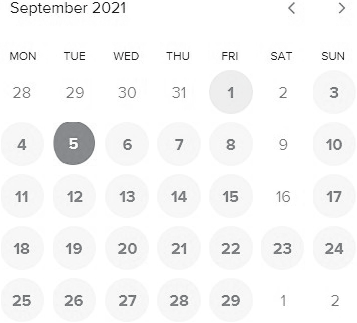 September 2021
MON TUE WED THU FRI SAT SUN
28 29 30 31 1 2 3
4 5 6 7 8 9 10
11 12 13 14 15 16 17
18 19 20 21 22 23 24
25 26 27 28 29 1 2